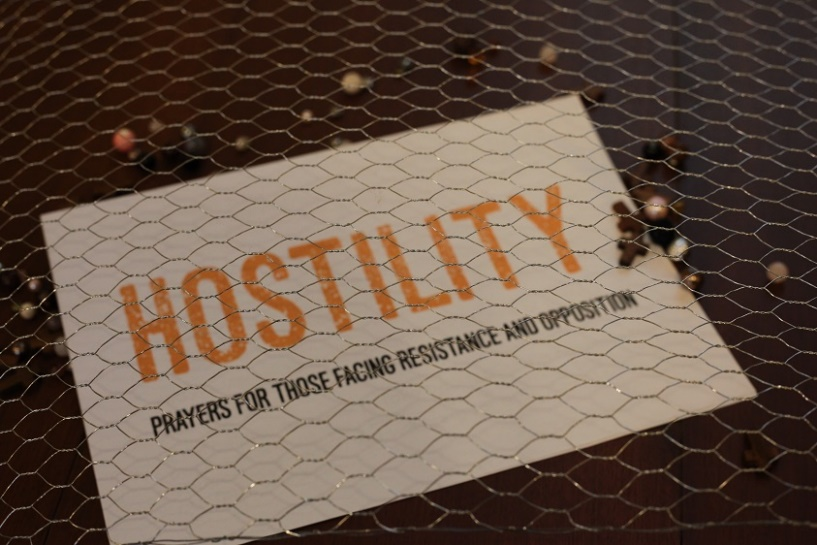 HOSTILITY
PRAYERS FOR THOSE FACING RESISTANCE AND OPPOSITION